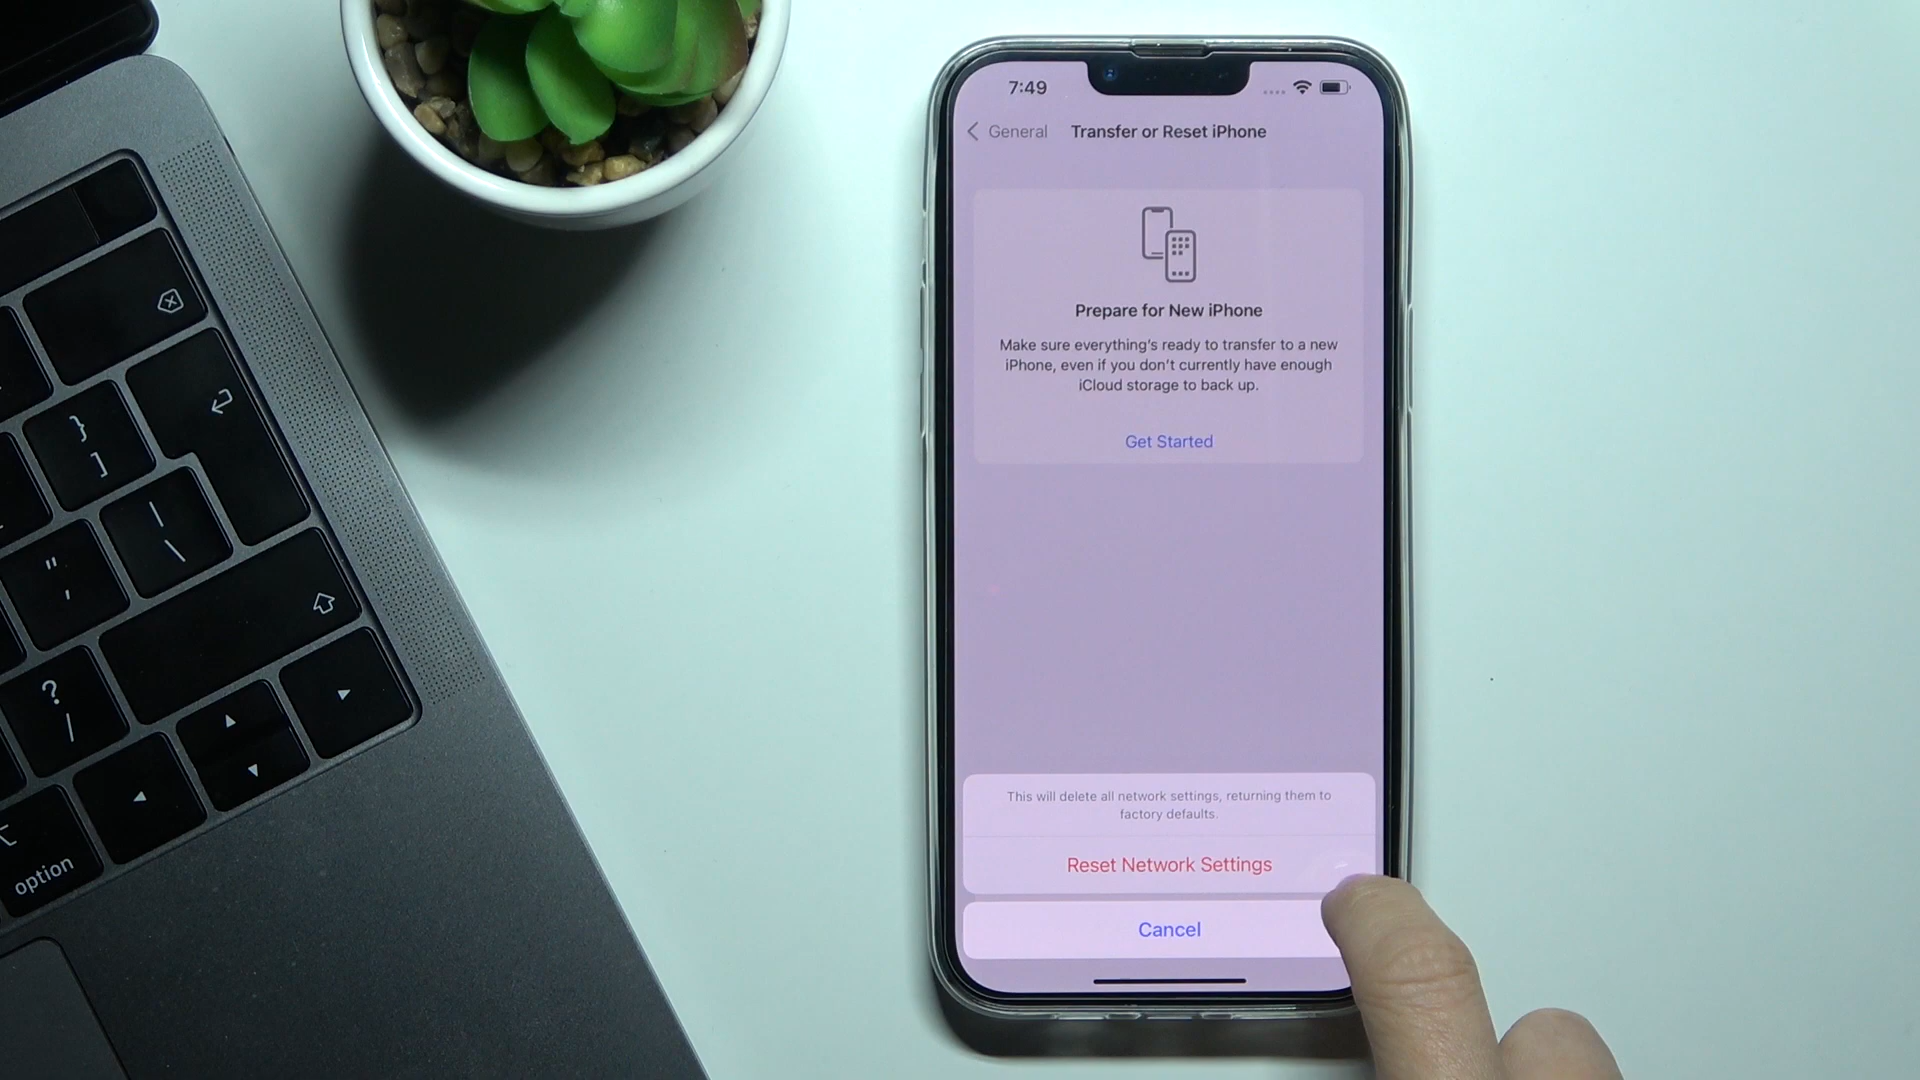 7:49
General
Transfer or Reset iPhone
Prepare for New iPhone
Make sure everything's ready to transfer to a new
iPhone, even if you don't currently have enough
iCloud storage to back up.
Get Started
This will delete all network settings, returning them to
factory defaults.
Reset Network Settings
Cancel
}
]
|
\
"
,
?
/
option